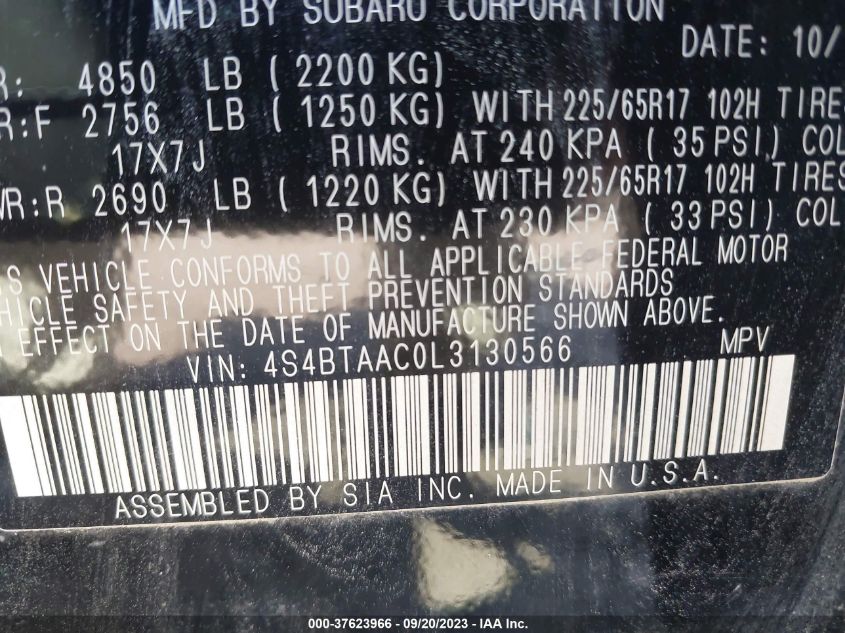 MFD BY SUBARU CORPORATION
DATE: 10/
R: 4850 LB ( 2200 KG)
R:F 2756 LB ( 1250 KG) WITH 225/65R17 102H TIRES
17X7J RIMS. AT 240 KPA ( 35 PSI) COL
WR:R 2690 LB ( 1220 KG) WITH 225/65R17 102H TIRES
17X7J RIMS. AT 230 KPA ( 33 PSI) COL
S VEHICLE CONFORMS TO ALL APPLICABLE FEDERAL MOTOR
HICLE SAFETY AND THEFT PREVENTION STANDARDS
EFFECT ON THE DATE OF MANUFACTURE SHOWN ABOVE.
VIN: 4S4BTAAC0L3130566 MPV
ASSEMBLED BY SIA INC. MADE IN U.S.A.
000-37623966 - 09/20/2023 - IAA Inc.